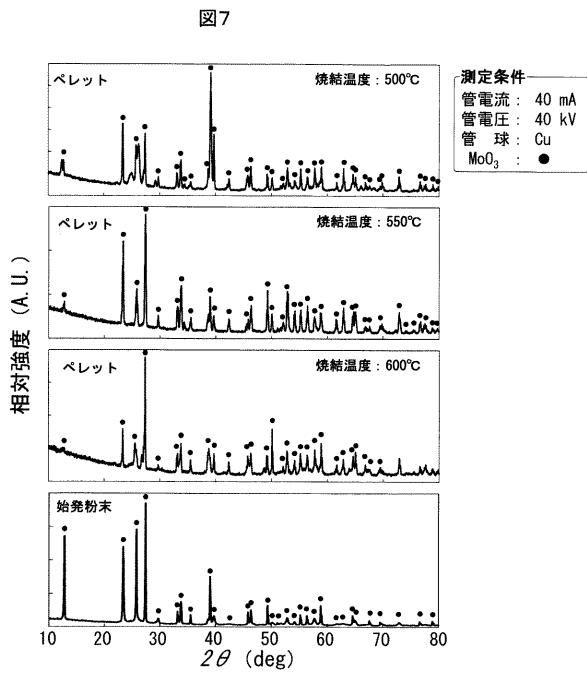 図7
ペレット
焼結温度：500℃
測定条件
管電流： 40 mA
管電圧： 40 kV
管　球： Cu
MoO₃ ： ●
ペレット
焼結温度：550℃
ペレット
焼結温度：600℃
始発粉末
相対強度 (A.U.)
10 20 30 40 50 60 70 80
2θ (deg)